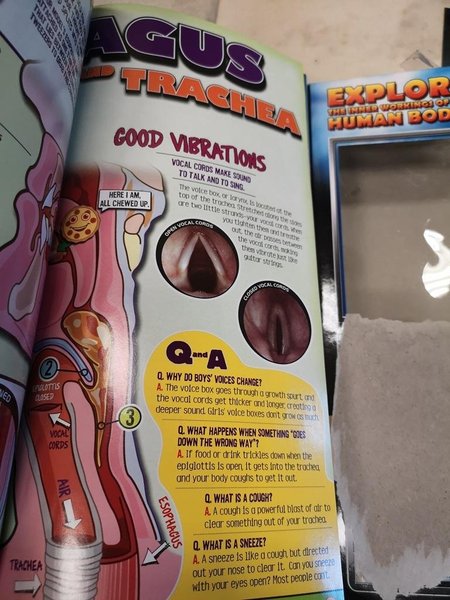 AGUS
AND TRACHEA
GOOD VIBRATIONS
VOCAL CORDS MAKE SOUND
TO TALK AND TO SING.
The voice box, or larynx, is located at the
top of the trachea. Stretched along the sides
are two little strands—your vocal cords. When
you tighten them and breathe
out, the air passes between
the vocal cords, making
them vibrate just like
guitar strings.
HERE I AM,
ALL CHEWED UP.
OPEN VOCAL CORDS
CLOSED VOCAL CORDS
Q and A
Q. WHY DO BOYS' VOICES CHANGE?
A. The voice box goes through a growth spurt, and
the vocal cords get thicker and longer, creating a
deeper sound. Girls' voice boxes don't grow as much.
Q. WHAT HAPPENS WHEN SOMETHING "GOES
DOWN THE WRONG WAY"?
A. If food or drink trickles down when the
epiglottis is open, it gets into the trachea,
and your body coughs to get it out.
Q. WHAT IS A COUGH?
A. A cough is a powerful blast of air to
clear something out of your trachea.
Q. WHAT IS A SNEEZE?
A. A sneeze is like a cough, but directed
out your nose to clear it. Can you sneeze
with your eyes open? Most people can't.
2
EPIGLOTTIS
CLOSED
VOCAL
CORDS
3
AIR
ESOPHAGUS
TRACHEA
EXPLOR
THE INNER WORKINGS OF
HUMAN BOD